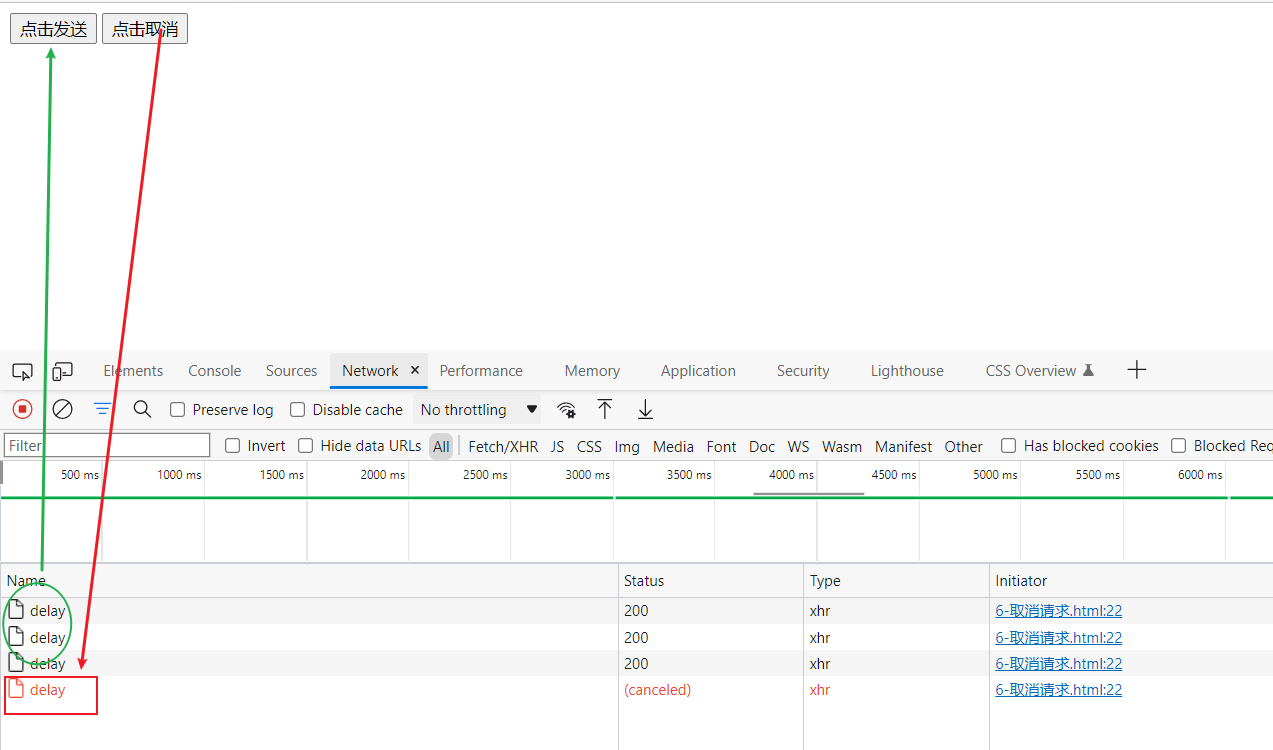 点击发送 点击取消
Elements Console Sources Network × Performance Memory Application Security Lighthouse CSS Overview
Preserve log Disable cache No throttling
Filter Invert Hide data URLs All Fetch/XHR JS CSS Img Media Font Doc WS Wasm Manifest Other Has blocked cookies Blocked Req
500 ms 1000 ms 1500 ms 2000 ms 2500 ms 3000 ms 3500 ms 4000 ms 4500 ms 5000 ms 5500 ms 6000 ms
Name Status Type Initiator
delay 200 xhr 6-取消请求.html:22
delay 200 xhr 6-取消请求.html:22
delay 200 xhr 6-取消请求.html:22
delay (canceled) xhr 6-取消请求.html:22